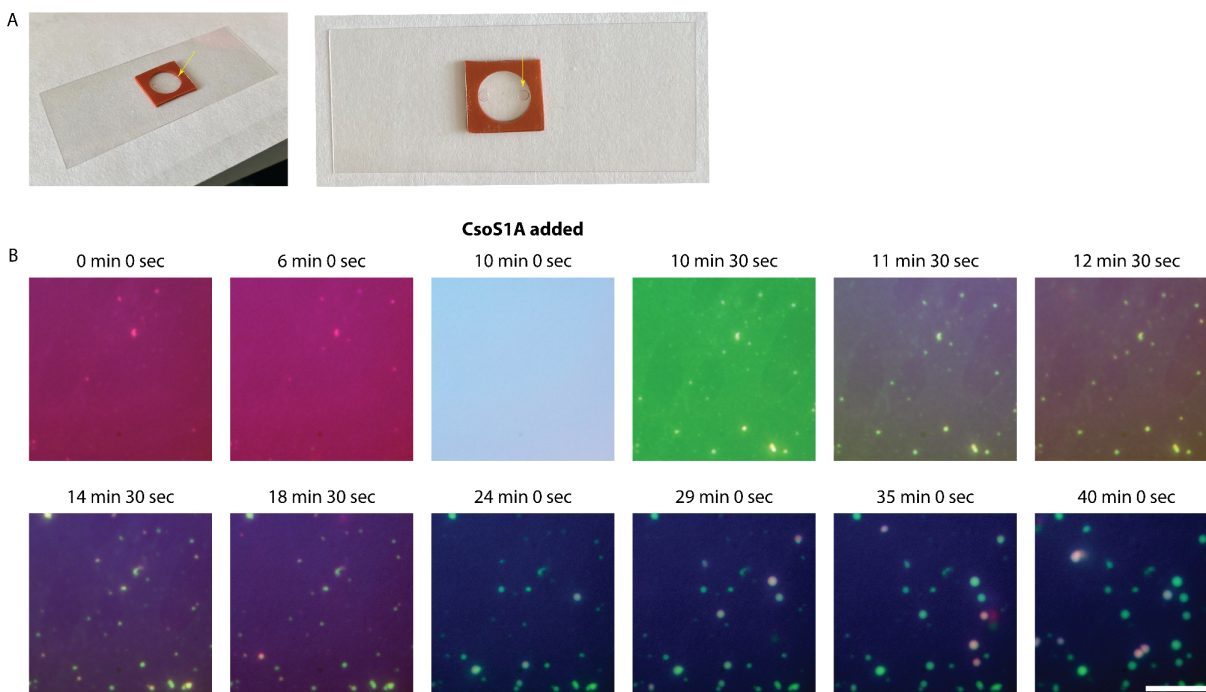 A
CsoS1A added
B
0 min 0 sec
6 min 0 sec
10 min 0 sec
10 min 30 sec
11 min 30 sec
12 min 30 sec
14 min 30 sec
18 min 30 sec
24 min 0 sec
29 min 0 sec
35 min 0 sec
40 min 0 sec